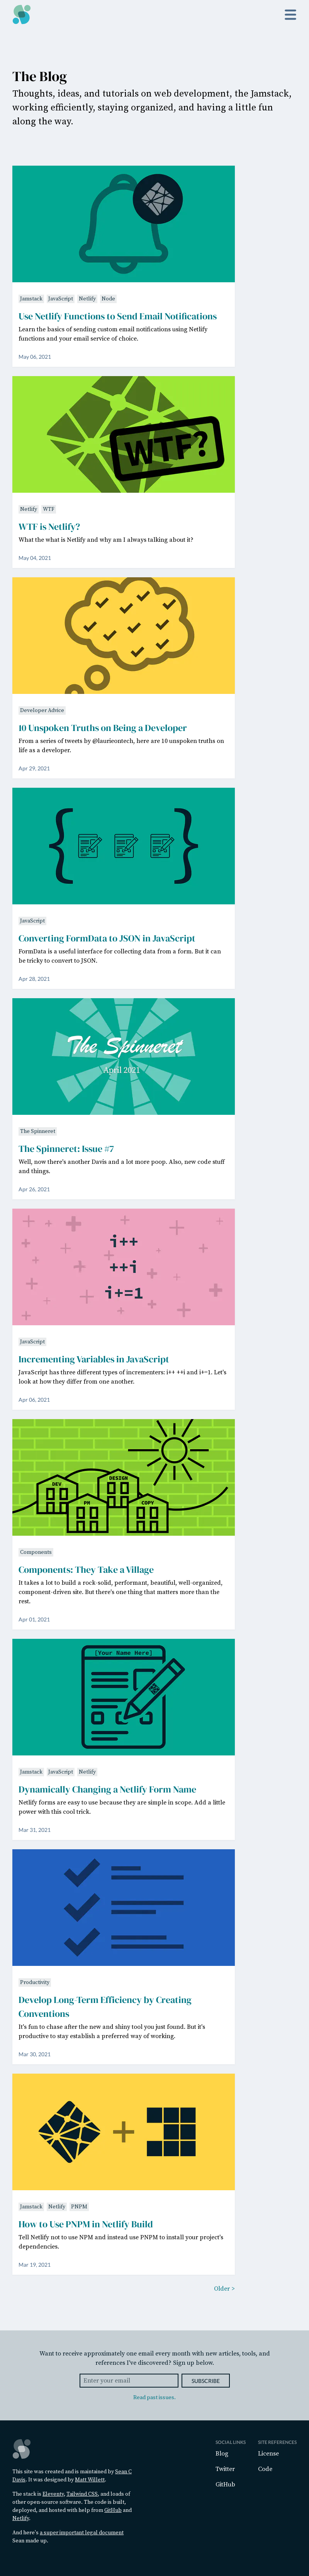 The Blog
Thoughts, ideas, and tutorials on web development, the Jamstack,
working efficiently, staying organized, and having a little fun
along the way.
Jamstack JavaScript Netlify Node
Use Netlify Functions to Send Email Notifications
Learn the basics of sending custom email notifications using Netlify
functions and your email service of choice.
May 06, 2021
WTF?
Netlify WTF
WTF is Netlify?
What the what is Netlify and why am I always talking about it?
May 04, 2021
Developer Advice
10 Unspoken Truths on Being a Developer
From a series of tweets by @laurieontech, here are 10 unspoken truths on
life as a developer.
Apr 29, 2021
{ }
JavaScript
Converting FormData to JSON in JavaScript
FormData is a useful interface for collecting data from a form. But it can
be tricky to convert to JSON.
Apr 28, 2021
The Spinneret
April 2021
The Spinneret
The Spinneret: Issue #7
Well, now there's another Davis and a lot more poop. Also, new code stuff
and things.
Apr 26, 2021
i++
++i
i+=1
JavaScript
Incrementing Variables in JavaScript
JavaScript has three different types of incrementers: i++ ++i and i+=1. Let's
look at how they differ from one another.
Apr 06, 2021
DEV
DESIGN
PM
COPY
Components
Components: They Take a Village
It takes a lot to build a rock-solid, performant, beautiful, well-organized,
component-driven site. But there's one thing that matters more than the
rest.
Apr 01, 2021
[Your Name Here]
Jamstack JavaScript Netlify
Dynamically Changing a Netlify Form Name
Netlify forms are easy to use because they are simple in scope. Add a little
power with this cool trick.
Mar 31, 2021
Productivity
Develop Long-Term Efficiency by Creating
Conventions
It's fun to chase after the new and shiny tool you just found. But it's
productive to stay establish a preferred way of working.
Mar 30, 2021
+
Jamstack Netlify PNPM
How to Use PNPM in Netlify Build
Tell Netlify not to use NPM and instead use PNPM to install your project's
dependencies.
Mar 19, 2021
Older >
Want to receive approximately one email every month with new articles, tools, and
references I've discovered? Sign up below.
Enter your email
SUBSCRIBE
Read past issues.
This site was created and is maintained by Sean C
Davis. It was designed by Matt Willett.
The stack is Eleventy, Tailwind CSS, and loads of
other open-source software. The code is built,
deployed, and hosted with help from GitHub and
Netlify.
And here's a super important legal document
Sean made up.
SOCIAL LINKS
Blog
Twitter
GitHub
SITE REFERENCES
License
Code